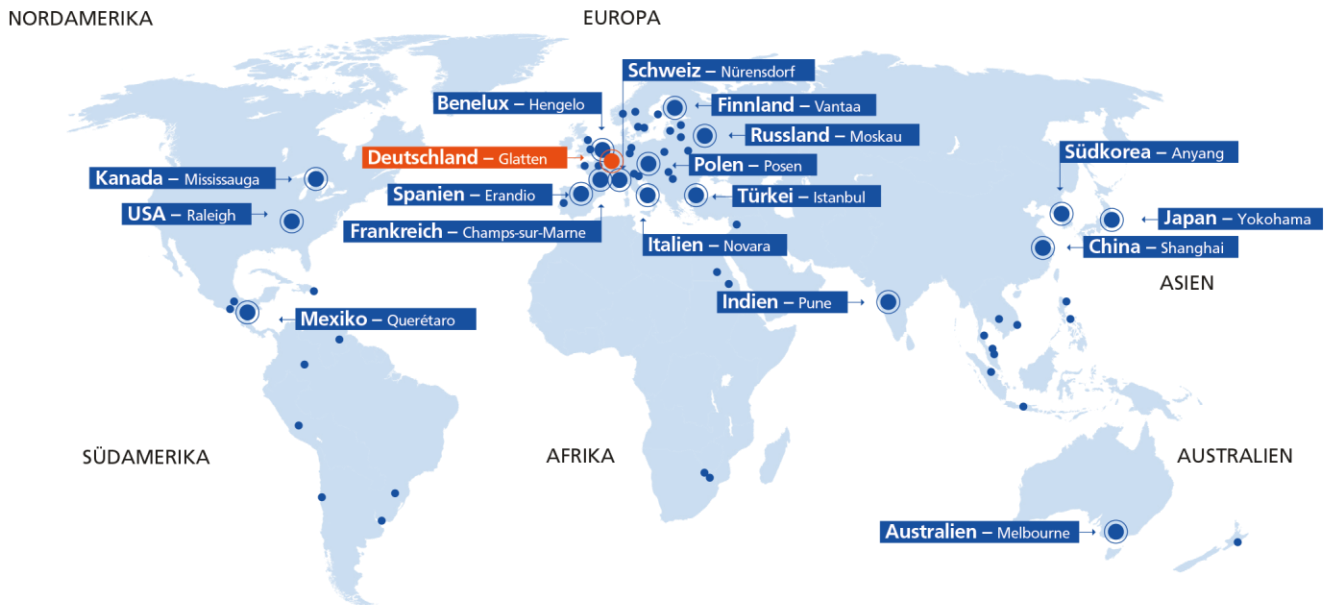 NORDAMERIKA
EUROPA
Schweiz – Nürensdorf
Benelux – Hengelo
Finnland – Vantaa
Russland – Moskau
Deutschland – Glatten
Polen – Posen
Südkorea – Anyang
Kanada – Mississauga
Spanien – Erandio
Türkei – Istanbul
USA – Raleigh
Japan – Yokohama
Frankreich – Champs-sur-Marne
Italien – Novara
China – Shanghai
ASIEN
Indien – Pune
Mexiko – Querétaro
SÜDAMERIKA
AFRIKA
AUSTRALIEN
Australien – Melbourne